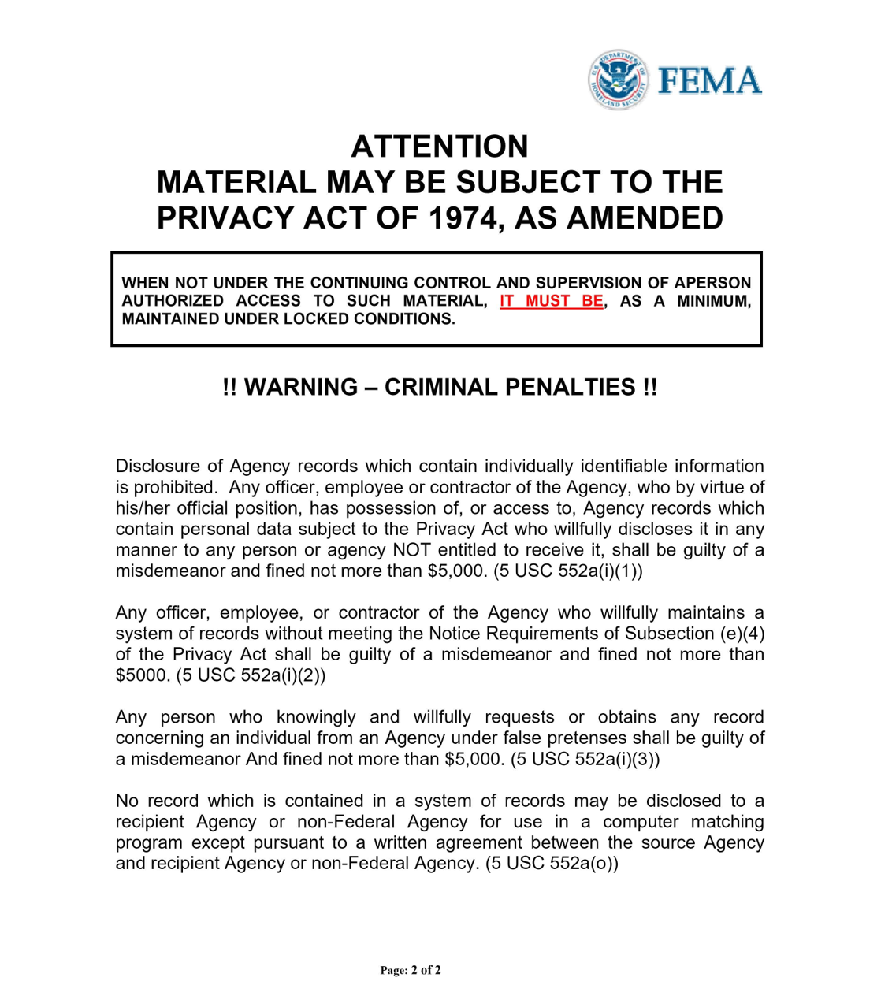 U.S. DEPARTMENT OF HOMELAND SECURITY
FEMA
ATTENTION
MATERIAL MAY BE SUBJECT TO THE
PRIVACY ACT OF 1974, AS AMENDED
WHEN NOT UNDER THE CONTINUING CONTROL AND SUPERVISION OF APERSON
AUTHORIZED ACCESS TO SUCH MATERIAL, IT MUST BE, AS A MINIMUM,
MAINTAINED UNDER LOCKED CONDITIONS.
!! WARNING – CRIMINAL PENALTIES !!
Disclosure of Agency records which contain individually identifiable information
is prohibited. Any officer, employee or contractor of the Agency, who by virtue of
his/her official position, has possession of, or access to, Agency records which
contain personal data subject to the Privacy Act who willfully discloses it in any
manner to any person or agency NOT entitled to receive it, shall be guilty of a
misdemeanor and fined not more than $5,000. (5 USC 552a(i)(1))
Any officer, employee, or contractor of the Agency who willfully maintains a
system of records without meeting the Notice Requirements of Subsection (e)(4)
of the Privacy Act shall be guilty of a misdemeanor and fined not more than
$5000. (5 USC 552a(i)(2))
Any person who knowingly and willfully requests or obtains any record
concerning an individual from an Agency under false pretenses shall be guilty of
a misdemeanor And fined not more than $5,000. (5 USC 552a(i)(3))
No record which is contained in a system of records may be disclosed to a
recipient Agency or non-Federal Agency for use in a computer matching
program except pursuant to a written agreement between the source Agency
and recipient Agency or non-Federal Agency. (5 USC 552a(o))
Page: 2 of 2